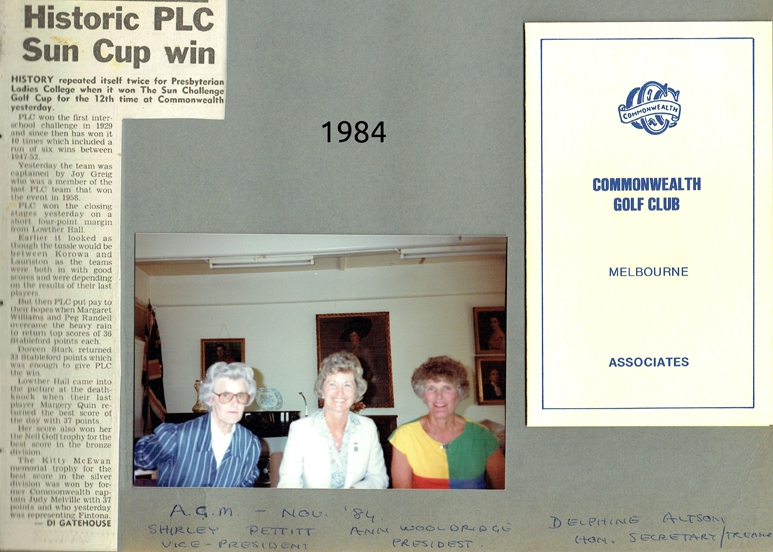 Historic PLC
Sun Cup win
HISTORY repeated itself twice for Presbyterian
Ladies College when it won The Sun Challenge
Golf Cup for the 12th time at Commonwealth
yesterday.
PLC won the first inter-
school challenge in 1929
and since then has won it
10 times which included a
run of six wins between
1947-52.
Yesterday the team was
captained by Joy Greig
who was a member of the
last PLC team that won
the event in 1958.
PLC won the closing
stages yesterday on a
short four-point margin
from Lowther Hall.
Earlier it looked as
though the tussle would be
between Korowa and
Lauriston as the teams
were both in with good
scores and were depending
on the results of their last
players.
But then PLC put pay to
their hopes when Margaret
Williams and Peg Randell
overcame the heavy rain
to return top scores of 36
Stableford points each.
Doreen Stark returned
33 Stableford points which
was enough to give PLC
the win.
Lowther Hall came into
the picture at the death-
knock when their last
player Margery Quin re-
turned the best score of
the day with 37 points.
Her score also won her
the Neil Goff trophy for the
best score in the bronze
division.
The Kitty McEwan
memorial trophy for the
best score in the silver
division was won by for-
mer Commonwealth cap-
tain Judy Melville with 37
points and who yesterday
was representing Fintona.
— DI GATEHOUSE
1984
COMMONWEALTH
COMMONWEALTH
GOLF CLUB
MELBOURNE
ASSOCIATES
A.G.M. - NOV. '84
SHIRLEY PETTITT ANN WOOLDRIDGE DELPHINE ALTSON
VICE-PRESIDENT PRESIDEST. HON. SECRETARY/